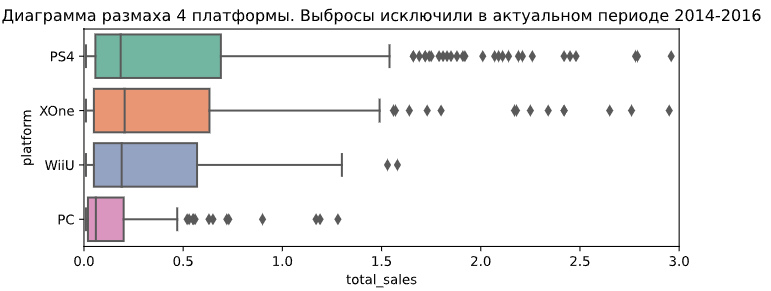 Диаграмма размаха 4 платформы. Выбросы исключили в актуальном периоде 2014-2016
PS4
XOne
WiiU
PC
platform
0.0 0.5 1.0 1.5 2.0 2.5 3.0
total_sales